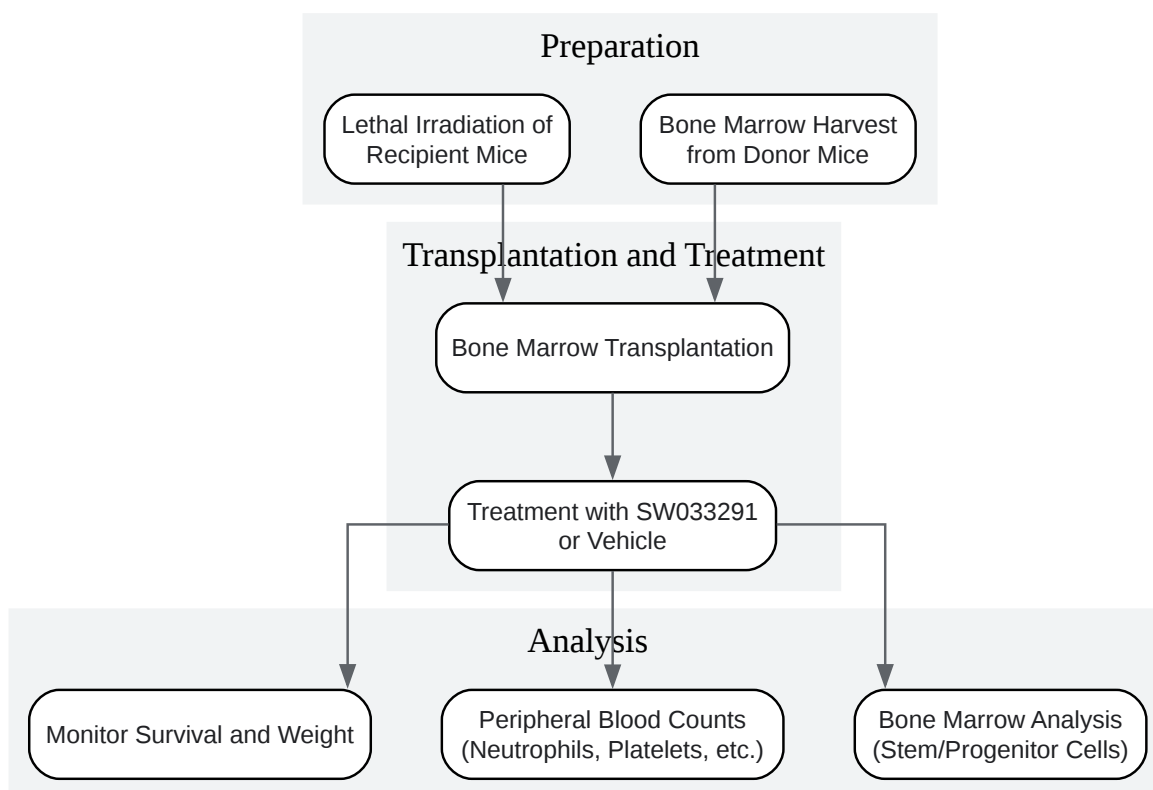 Preparation
Lethal Irradiation of
Recipient Mice
Bone Marrow Harvest
from Donor Mice
Transplantation and Treatment
Bone Marrow Transplantation
Treatment with SW033291
or Vehicle
Analysis
Monitor Survival and Weight
Peripheral Blood Counts
(Neutrophils, Platelets, etc.)
Bone Marrow Analysis
(Stem/Progenitor Cells)